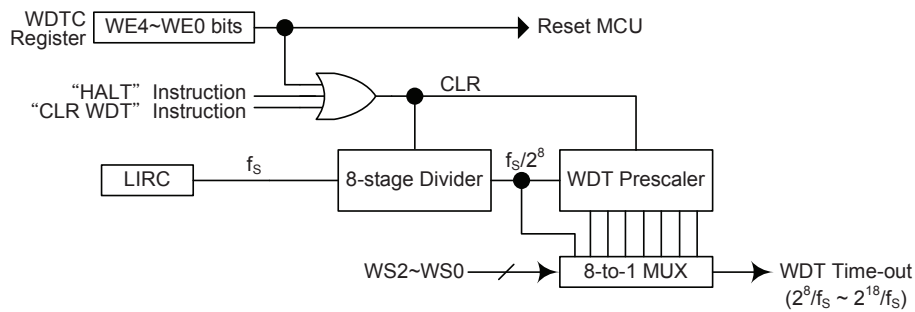 WDTC
Register
WE4~WE0 bits
Reset MCU
“HALT” Instruction
“CLR WDT” Instruction
CLR
LIRC
fS
8-stage Divider
fS/2^8
WDT Prescaler
WS2~WS0
8-to-1 MUX
WDT Time-out
(2^8/fS ~ 2^18/fS)